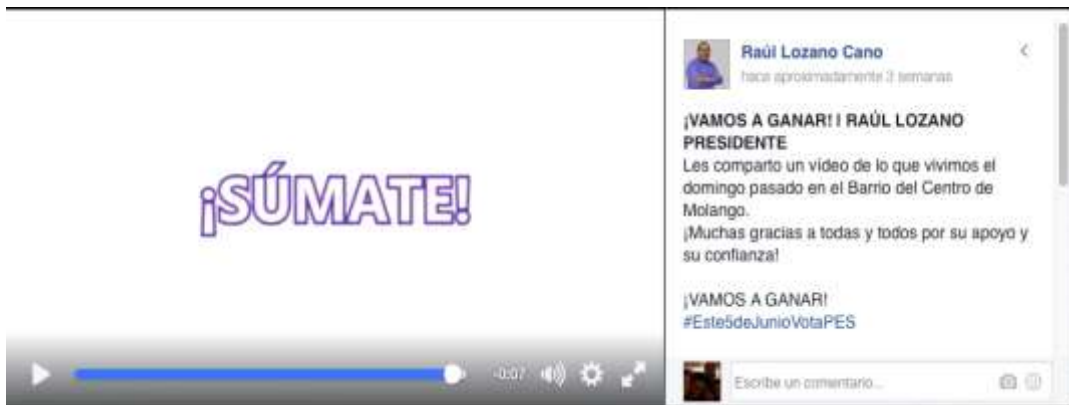 ¡SÚMATE!
-0:07
Raúl Lozano Cano
hace aproximadamente 3 semanas
¡VAMOS A GANAR! I RAÚL LOZANO
PRESIDENTE
Les comparto un vídeo de lo que vivimos el
domingo pasado en el Barrio del Centro de
Molango.
¡Muchas gracias a todas y todos por su apoyo y
su confianza!
¡VAMOS A GANAR!
#Este5deJunioVotaPES
Escribe un comentario...